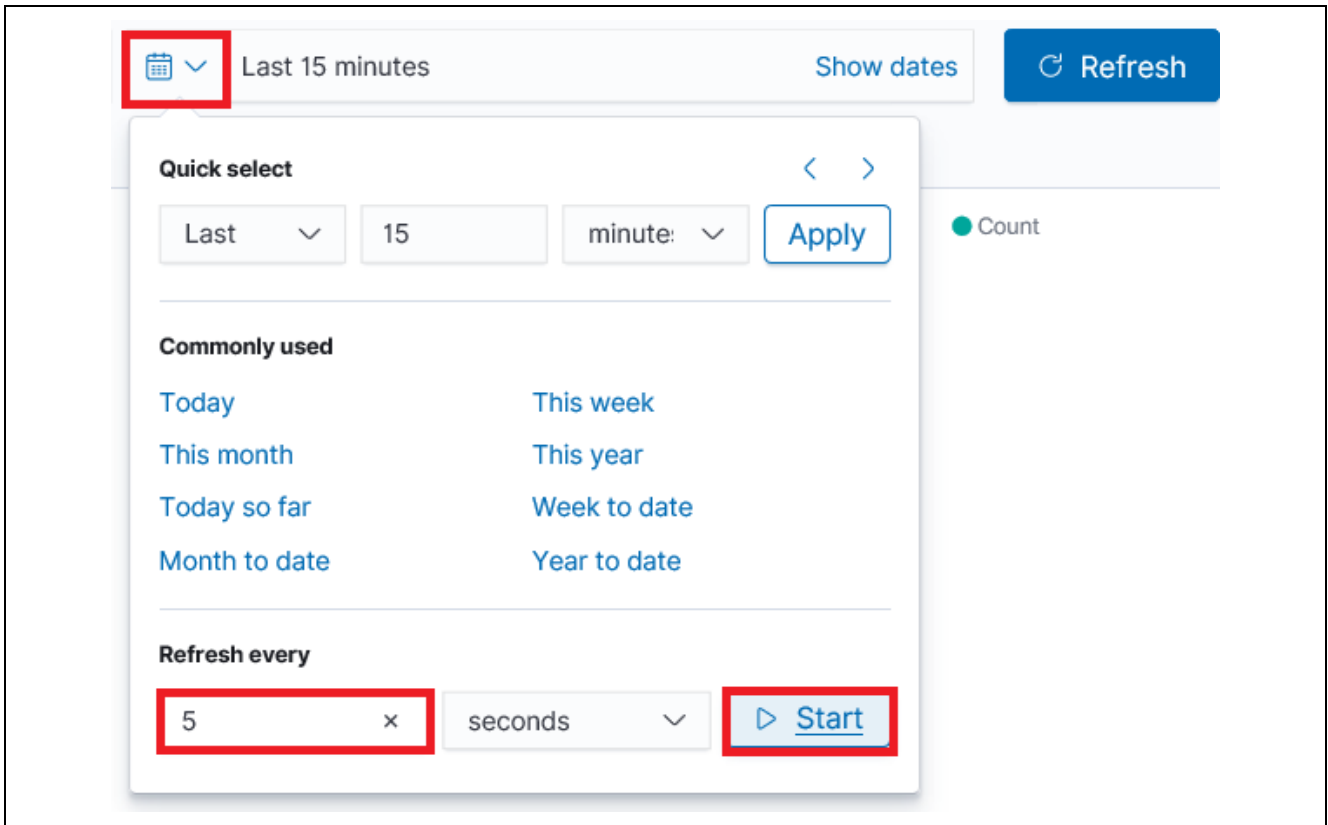 Last 15 minutes Show dates Refresh
Quick select
Last 15 minute: Apply
Count
Commonly used
Today This week
This month This year
Today so far Week to date
Month to date Year to date
Refresh every
5 × seconds Start